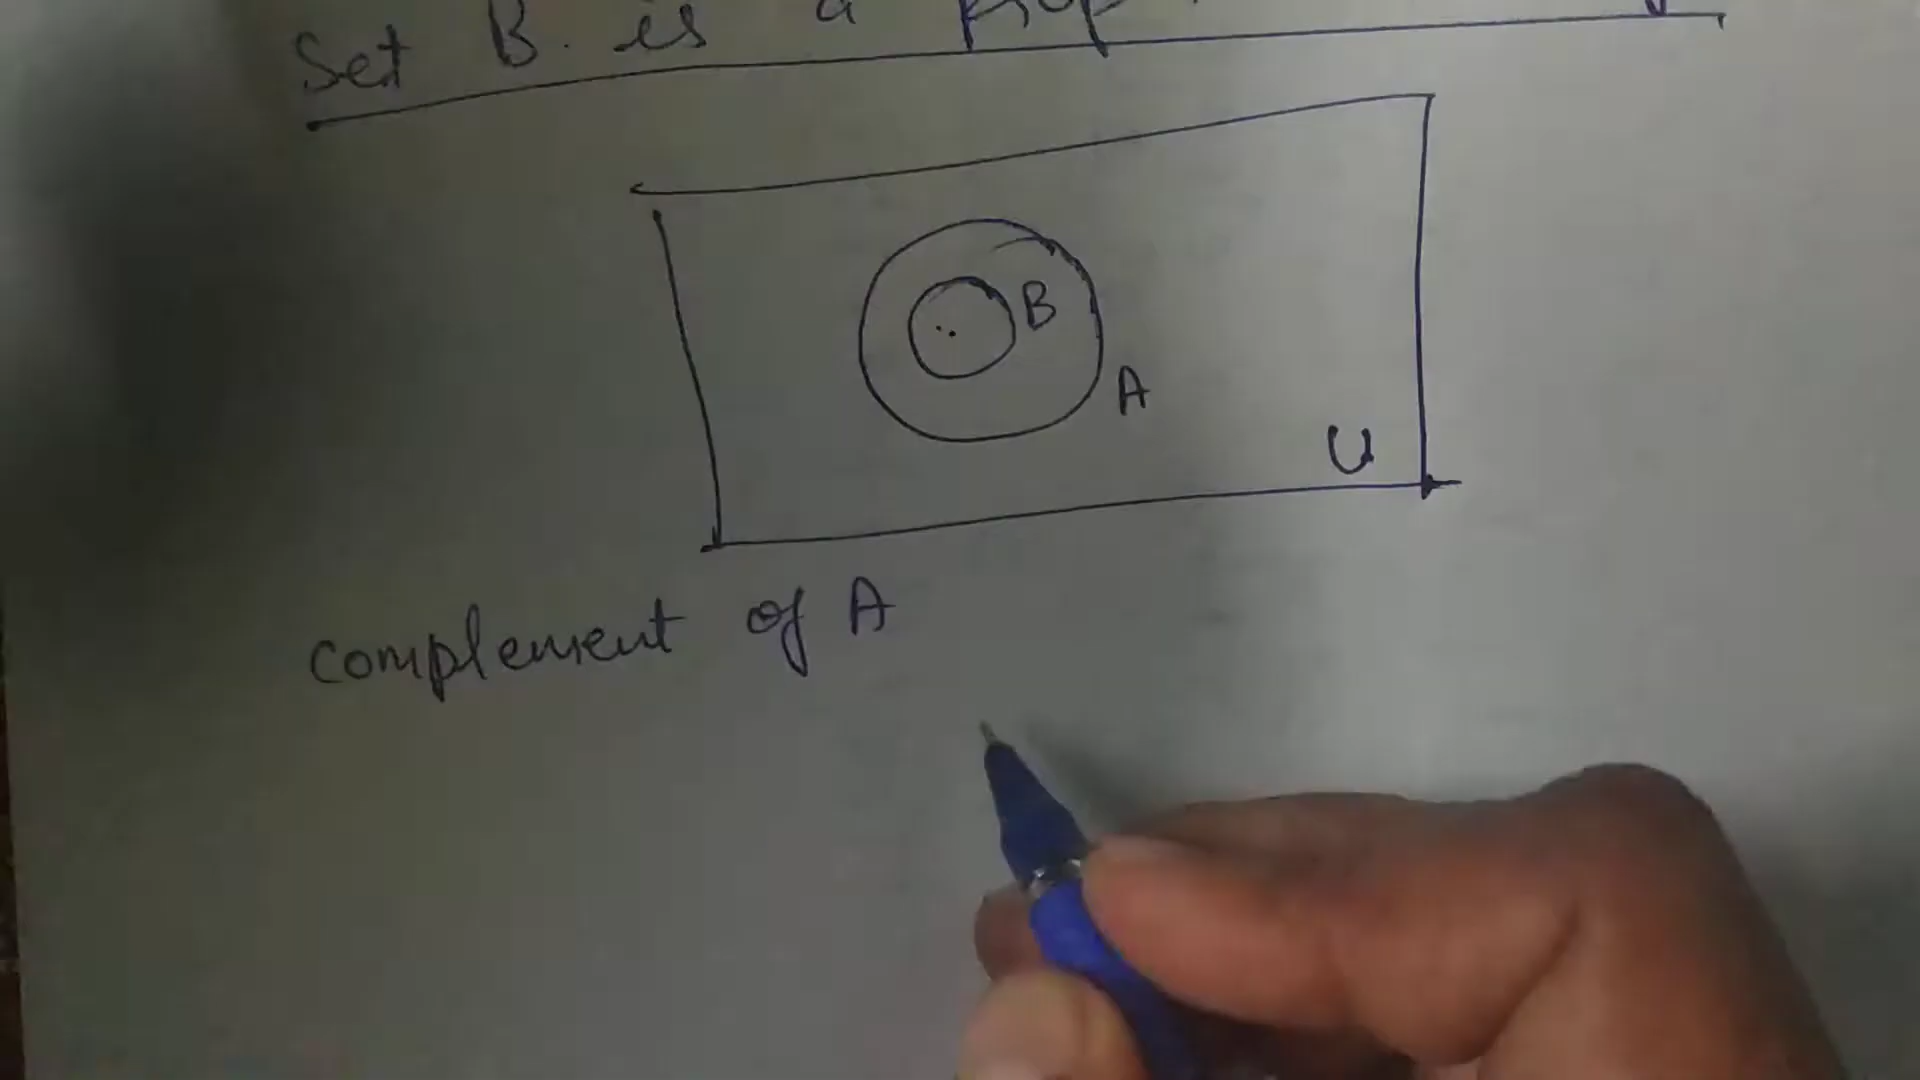 Set B. is a
B
A
U
complement of A